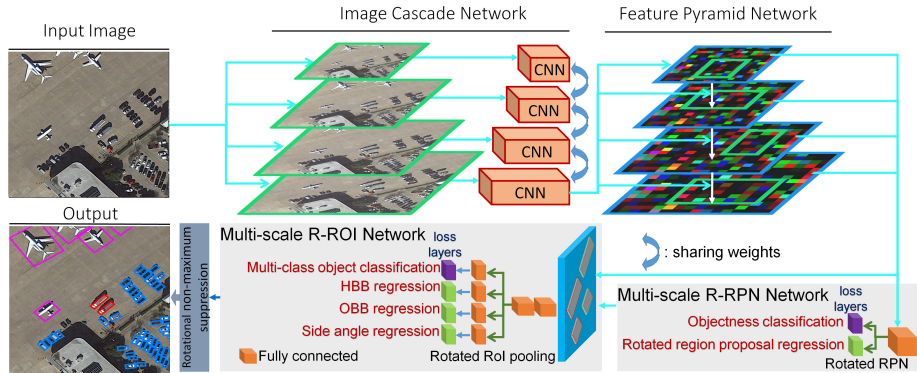 Input Image
Image Cascade Network
Feature Pyramid Network
CNN
CNN
CNN
CNN
Output
Rotational non-maximum
suppression
Multi-scale R-ROI Network
loss
layers
Multi-class object classification
HBB regression
OBB regression
Side angle regression
Fully connected
Rotated RoI pooling
: sharing weights
Multi-scale R-RPN Network
loss
layers
Objectness classification
Rotated region proposal regression
Rotated RPN